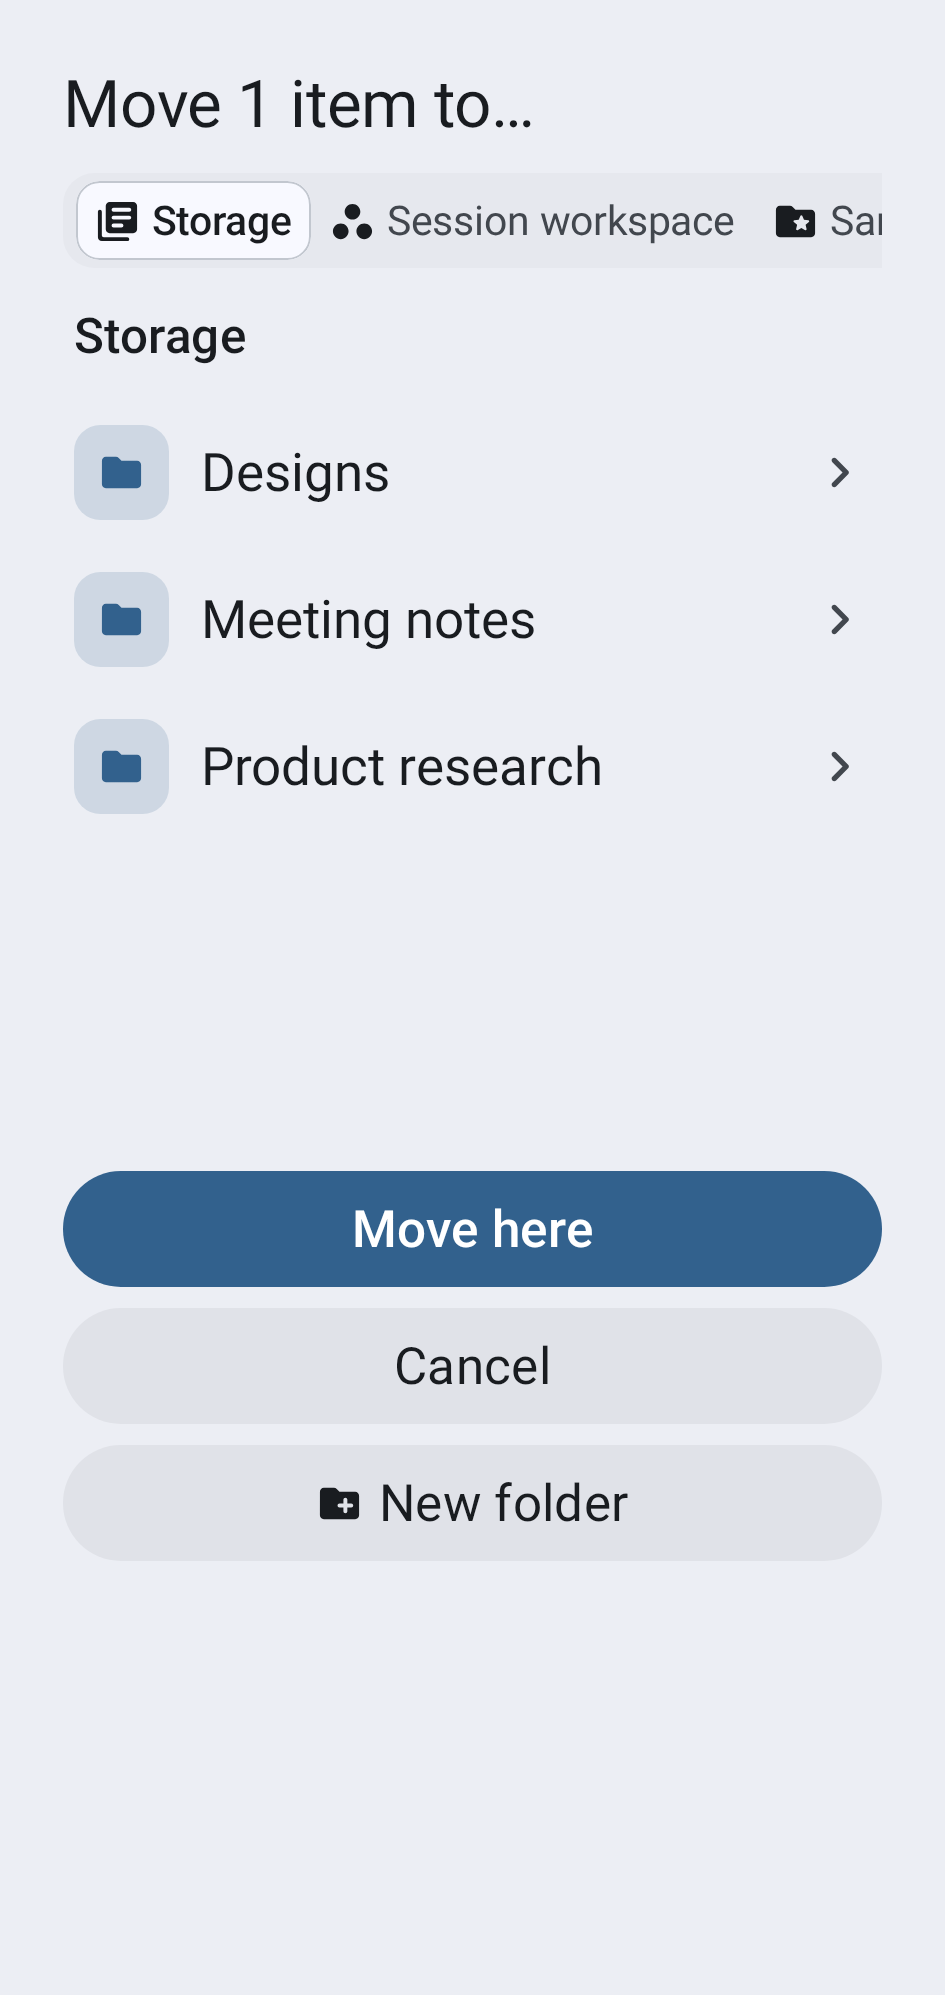 Move 1 item to…
Storage
Session workspace
Storage
Designs
Meeting notes
Product research
Move here
Cancel
New folder